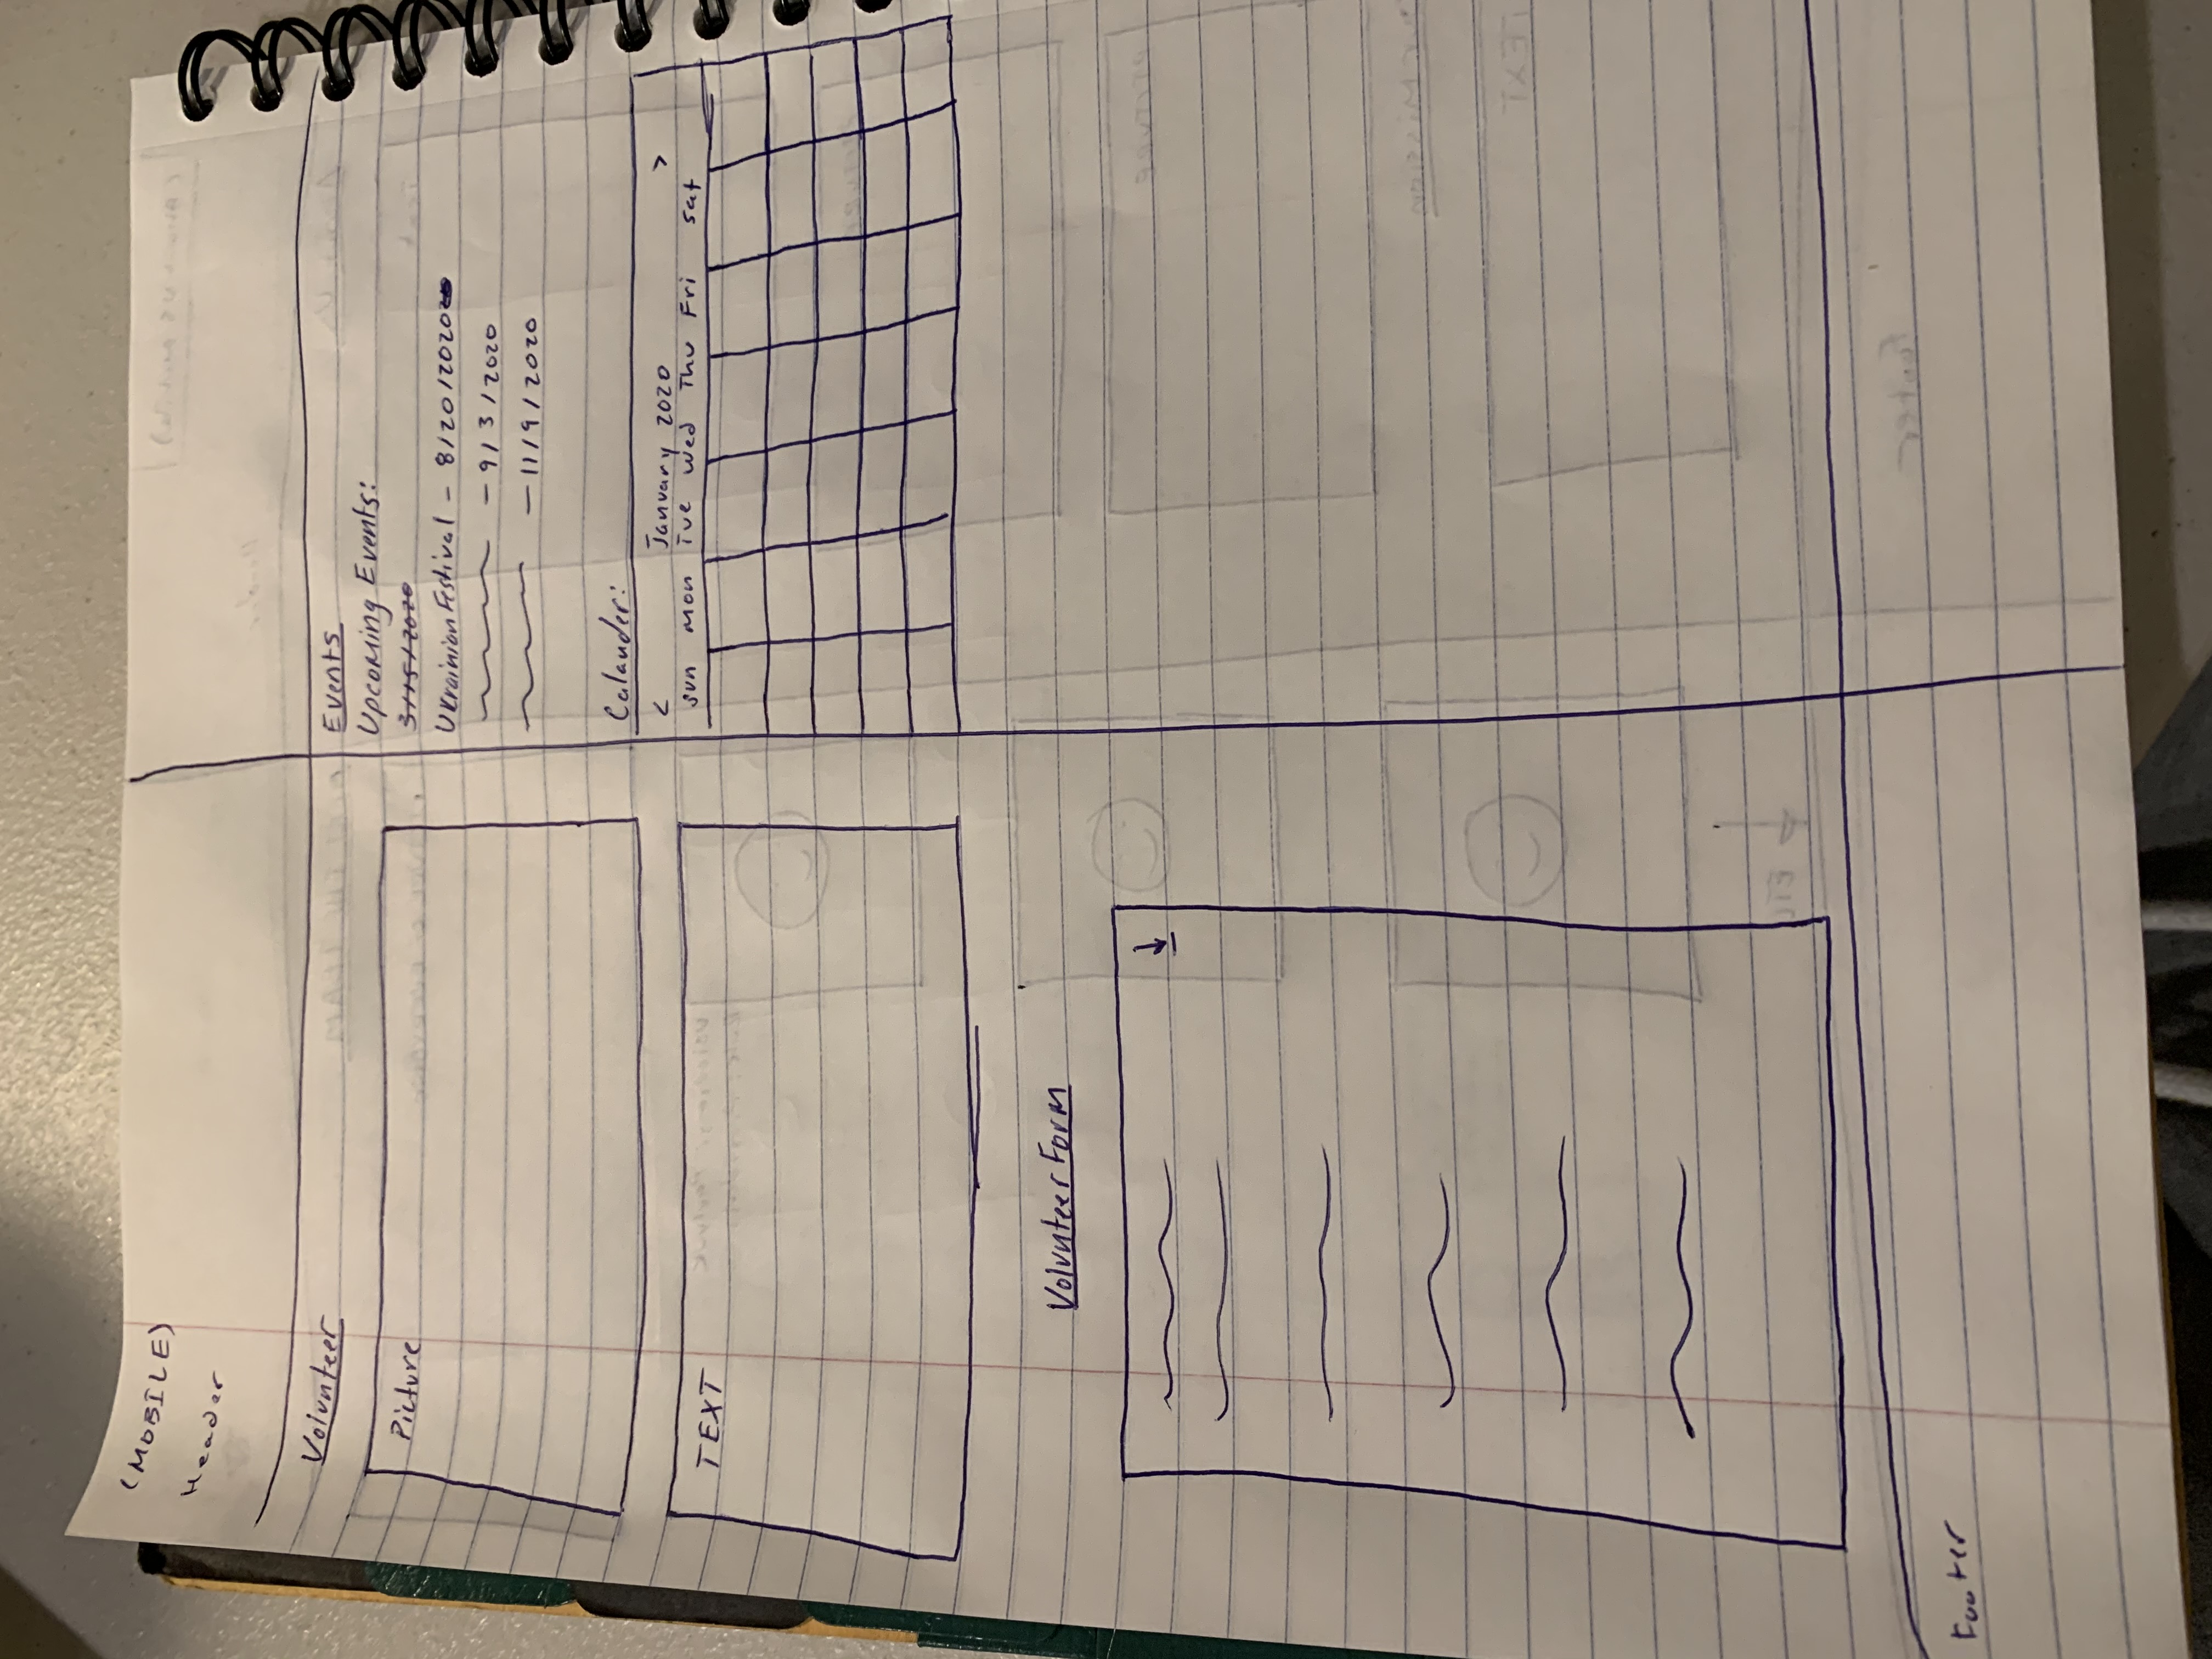 (MOBILE)
Header
Volunteer
Picture
TEXT
Volunteer Form
Footer
Events
Upcoming Events:
3/15/2020
Ukrainion Festival - 8/20/2020
- 9/3/2020
- 11/9/2020
Calander:
< January 2020 >
Sun Mon Tue Wed Thu Fri Sat